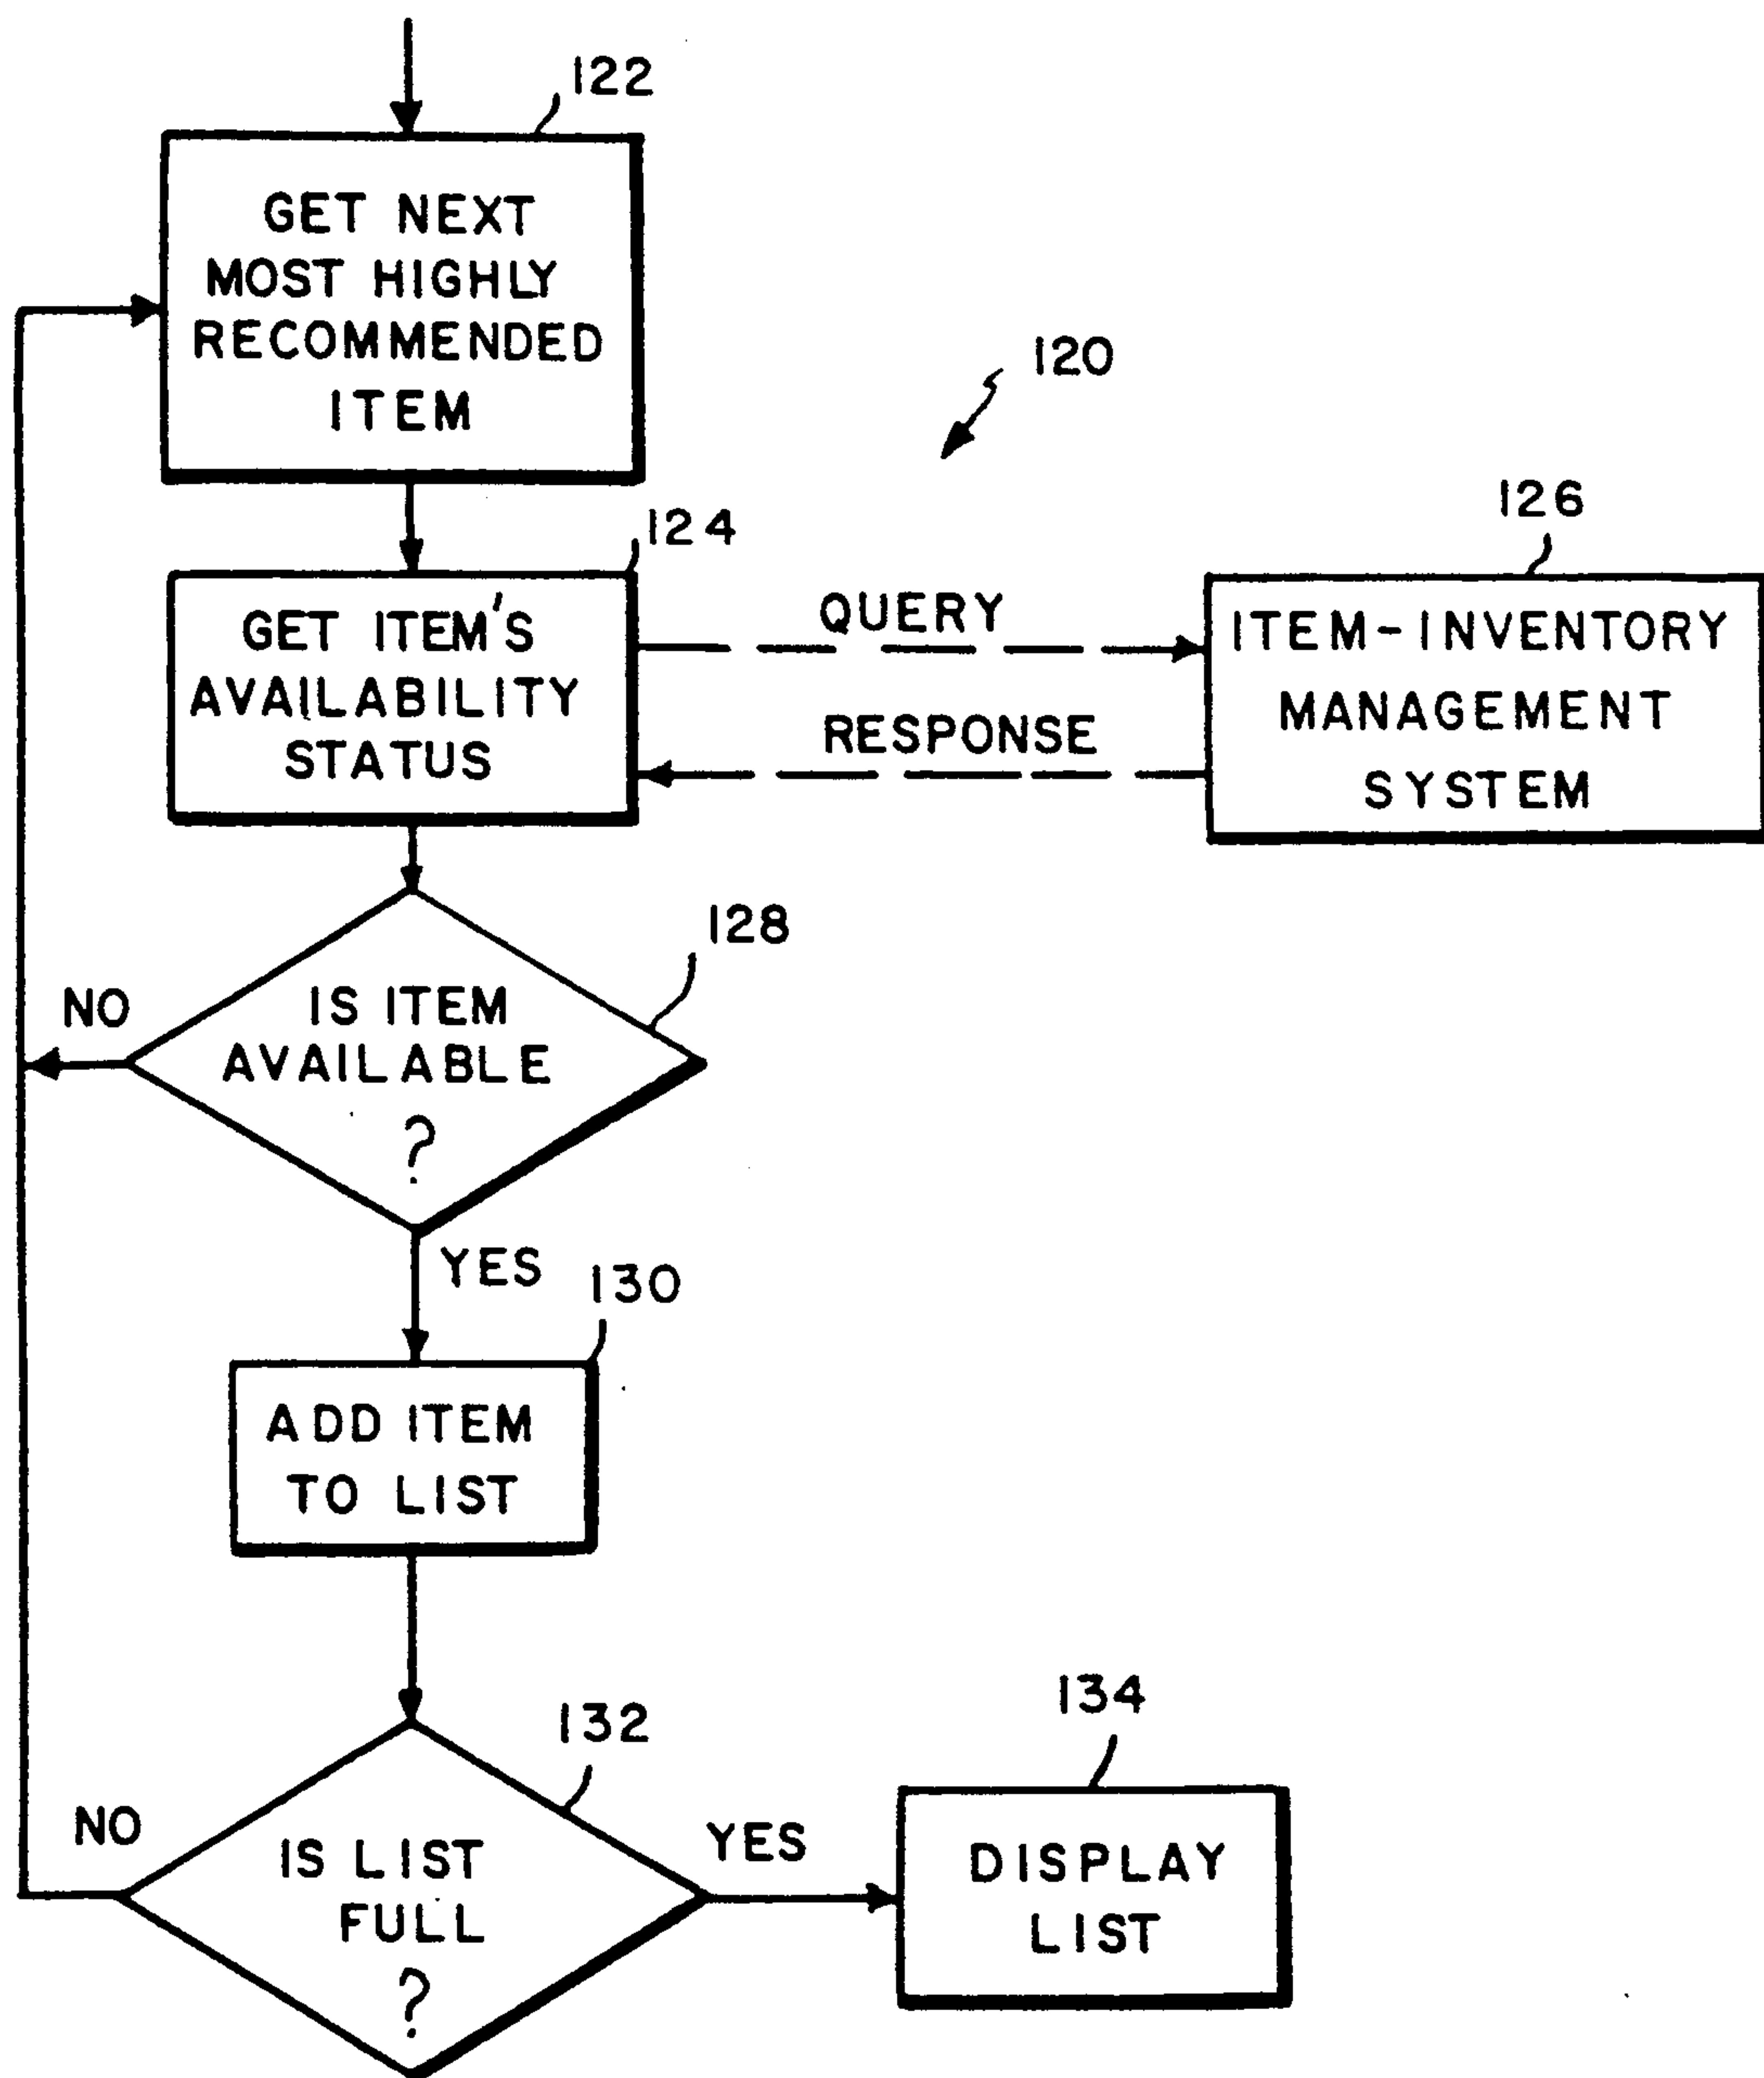 122
GET NEXT
MOST HIGHLY
RECOMMENDED
ITEM
120
124
126
GET ITEM'S
AVAILABILITY
STATUS
QUERY
RESPONSE
ITEM-INVENTORY
MANAGEMENT
SYSTEM
128
NO
IS ITEM
AVAILABLE
?
YES
130
ADD ITEM
TO LIST
132
NO
IS LIST
FULL
?
YES
134
DISPLAY
LIST